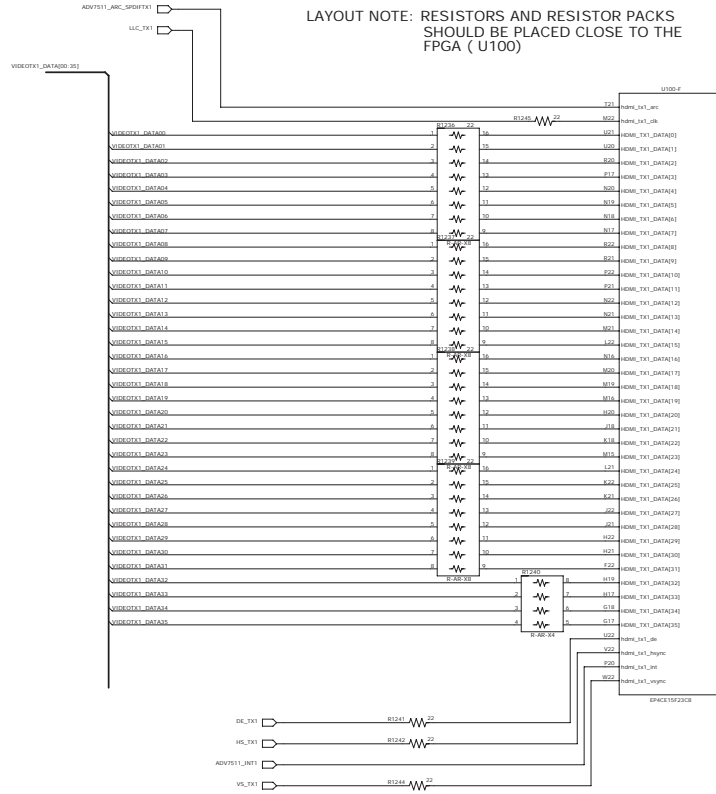 ADV7511_ARC_SPDIFTX1
LLC_TX1
LAYOUT NOTE: RESISTORS AND RESISTOR PACKS
SHOULD BE PLACED CLOSE TO THE
FPGA ( U100)
VIDEOTX1_DATA[00:35]
U100-F
T21 hdmi_tx1_arc
R1245 22 M22 hdmi_tx1_clk
R1236 22
VIDEOTX1_DATA00 1 16 U21 HDMI_TX1_DATA[0]
VIDEOTX1_DATA01 2 15 U20 HDMI_TX1_DATA[1]
VIDEOTX1_DATA02 3 14 R20 HDMI_TX1_DATA[2]
VIDEOTX1_DATA03 4 13 P17 HDMI_TX1_DATA[3]
VIDEOTX1_DATA04 5 12 N20 HDMI_TX1_DATA[4]
VIDEOTX1_DATA05 6 11 N19 HDMI_TX1_DATA[5]
VIDEOTX1_DATA06 7 10 N18 HDMI_TX1_DATA[6]
VIDEOTX1_DATA07 8 9 N17 HDMI_TX1_DATA[7]
R1237 22
R-AR-X8
VIDEOTX1_DATA08 1 16 R22 HDMI_TX1_DATA[8]
VIDEOTX1_DATA09 2 15 R21 HDMI_TX1_DATA[9]
VIDEOTX1_DATA10 3 14 P22 HDMI_TX1_DATA[10]
VIDEOTX1_DATA11 4 13 P21 HDMI_TX1_DATA[11]
VIDEOTX1_DATA12 5 12 N22 HDMI_TX1_DATA[12]
VIDEOTX1_DATA13 6 11 N21 HDMI_TX1_DATA[13]
VIDEOTX1_DATA14 7 10 M21 HDMI_TX1_DATA[14]
VIDEOTX1_DATA15 8 9 L22 HDMI_TX1_DATA[15]
R1238 22
R-AR-X8
VIDEOTX1_DATA16 1 16 N16 HDMI_TX1_DATA[16]
VIDEOTX1_DATA17 2 15 M20 HDMI_TX1_DATA[17]
VIDEOTX1_DATA18 3 14 M19 HDMI_TX1_DATA[18]
VIDEOTX1_DATA19 4 13 M16 HDMI_TX1_DATA[19]
VIDEOTX1_DATA20 5 12 H20 HDMI_TX1_DATA[20]
VIDEOTX1_DATA21 6 11 J18 HDMI_TX1_DATA[21]
VIDEOTX1_DATA22 7 10 K18 HDMI_TX1_DATA[22]
VIDEOTX1_DATA23 8 9 M15 HDMI_TX1_DATA[23]
R1239 22
R-AR-X8
VIDEOTX1_DATA24 1 16 L21 HDMI_TX1_DATA[24]
VIDEOTX1_DATA25 2 15 K22 HDMI_TX1_DATA[25]
VIDEOTX1_DATA26 3 14 K21 HDMI_TX1_DATA[26]
VIDEOTX1_DATA27 4 13 J22 HDMI_TX1_DATA[27]
VIDEOTX1_DATA28 5 12 J21 HDMI_TX1_DATA[28]
VIDEOTX1_DATA29 6 11 H22 HDMI_TX1_DATA[29]
VIDEOTX1_DATA30 7 10 H21 HDMI_TX1_DATA[30]
VIDEOTX1_DATA31 8 9 F22 HDMI_TX1_DATA[31]
R-AR-X8
R1240
VIDEOTX1_DATA32 1 8 H19 HDMI_TX1_DATA[32]
VIDEOTX1_DATA33 2 7 H17 HDMI_TX1_DATA[33]
VIDEOTX1_DATA34 3 6 G18 HDMI_TX1_DATA[34]
VIDEOTX1_DATA35 4 5 G17 HDMI_TX1_DATA[35]
R-AR-X4
U22 hdmi_tx1_de
V22 hdmi_tx1_hsync
P20 hdmi_tx1_int
W22 hdmi_tx1_vsync
EP4CE15F23C8
DE_TX1 R1241 22
HS_TX1 R1242 22
ADV7511_INT1
VS_TX1 R1244 22